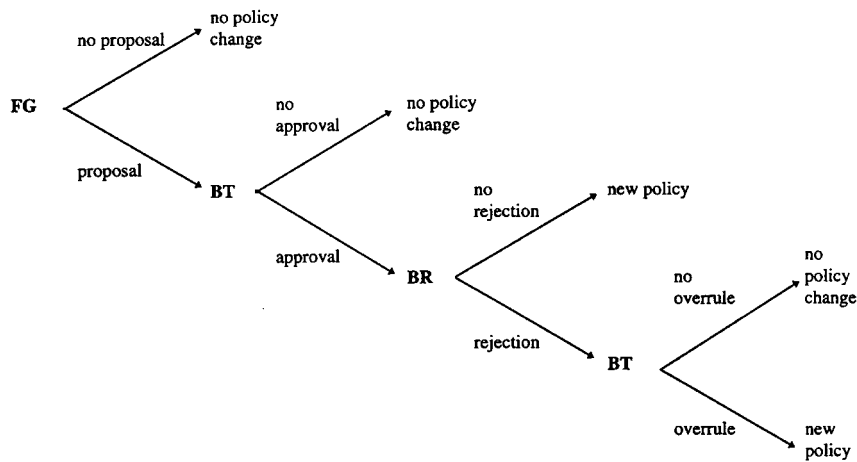 no policy
change
no proposal
FG
proposal
no
approval
no policy
change
BT
approval
no
rejection
new policy
BR
rejection
no
overrule
no
policy
change
BT
overrule
new
policy